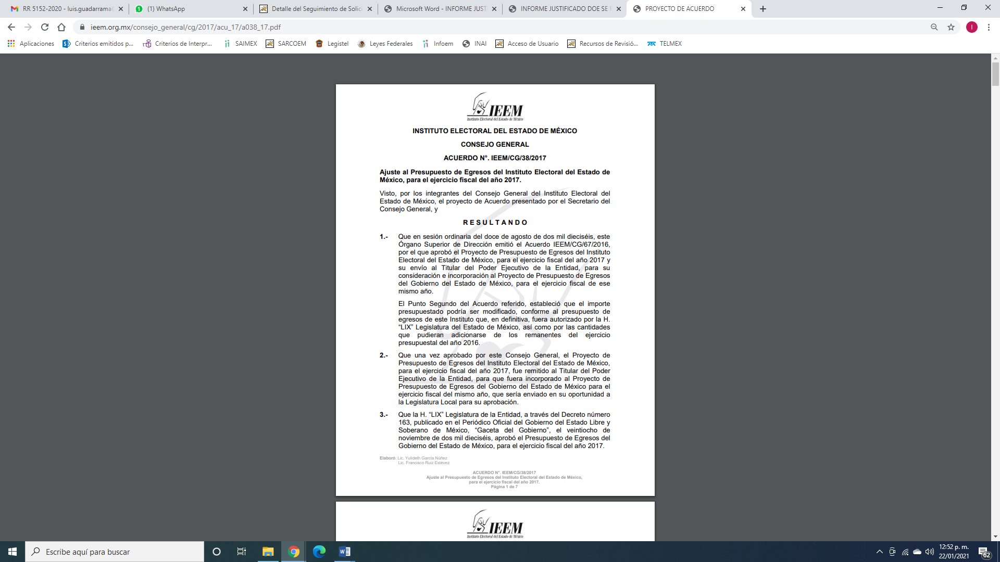 RR 5152-2020 - luis.guadarrama
(1) WhatsApp
Detalle del Seguimiento de Solici
Microsoft Word - INFORME JUST
INFORME JUSTIFICADO DOE SE
PROYECTO DE ACUERDO
ieem.org.mx/consejo_general/cg/2017/acu_17/a038_17.pdf
I
Aplicaciones
Criterios emitidos p...
Criterios de Interpr...
SAIMEX
SARCOEM
Legistel
Leyes Federales
Infoem
INAI
Acceso de Usuario
Recursos de Revisió...
TELMEX
IEEM
Instituto Electoral del Estado de México
INSTITUTO ELECTORAL DEL ESTADO DE MÉXICO
CONSEJO GENERAL
ACUERDO N°. IEEM/CG/38/2017
Ajuste al Presupuesto de Egresos del Instituto Electoral del Estado de
México, para el ejercicio fiscal del año 2017.
Visto, por los integrantes del Consejo General del Instituto Electoral del
Estado de México, el proyecto de Acuerdo presentado por el Secretario del
Consejo General, y
R E S U L T A N D O
1.- Que en sesión ordinaria del doce de agosto de dos mil dieciséis, este
Órgano Superior de Dirección emitió el Acuerdo IEEM/CG/67/2016,
por el que aprobó el Proyecto de Presupuesto de Egresos del Instituto
Electoral del Estado de México, para el ejercicio fiscal del año 2017 y
su envío al Titular del Poder Ejecutivo de la Entidad, para su
consideración e incorporación al Proyecto de Presupuesto de Egresos
del Gobierno del Estado de México, para el ejercicio fiscal de ese
mismo año.
El Punto Segundo del Acuerdo referido, estableció que el importe
presupuestado podría ser modificado, conforme al presupuesto de
egresos de este Instituto que, en definitiva, fuera autorizado por la H.
“LIX” Legislatura del Estado de México, así como por las cantidades
que pudieran adicionarse de los remanentes del ejercicio
presupuestal del año 2016.
2.- Que una vez aprobado por este Consejo General, el Proyecto de
Presupuesto de Egresos del Instituto Electoral del Estado de México,
para el ejercicio fiscal del año 2017, fue remitido al Titular del Poder
Ejecutivo de la Entidad, para que fuera incorporado al Proyecto de
Presupuesto de Egresos del Gobierno del Estado de México para el
ejercicio fiscal del mismo año, que sería enviado en su oportunidad a
la Legislatura Local para su aprobación.
3.- Que la H. “LIX” Legislatura de la Entidad, a través del Decreto número
163, publicado en el Periódico Oficial del Gobierno del Estado Libre y
Soberano de México, “Gaceta del Gobierno”, el veintiocho de
noviembre de dos mil dieciséis, aprobó el Presupuesto de Egresos del
Gobierno del Estado de México, para el ejercicio fiscal del año 2017.
Elaboró: Lic. Yulideth García Núñez
Lic. Francisco Ruiz Estévez
ACUERDO N°. IEEM/CG/38/2017
Ajuste al Presupuesto de Egresos del Instituto Electoral del Estado de México,
para el ejercicio fiscal del año 2017.
Página 1 de 7
IEEM
Instituto Electoral del Estado de México
Escribe aquí para buscar
12:52 p. m.
22/01/2021
62